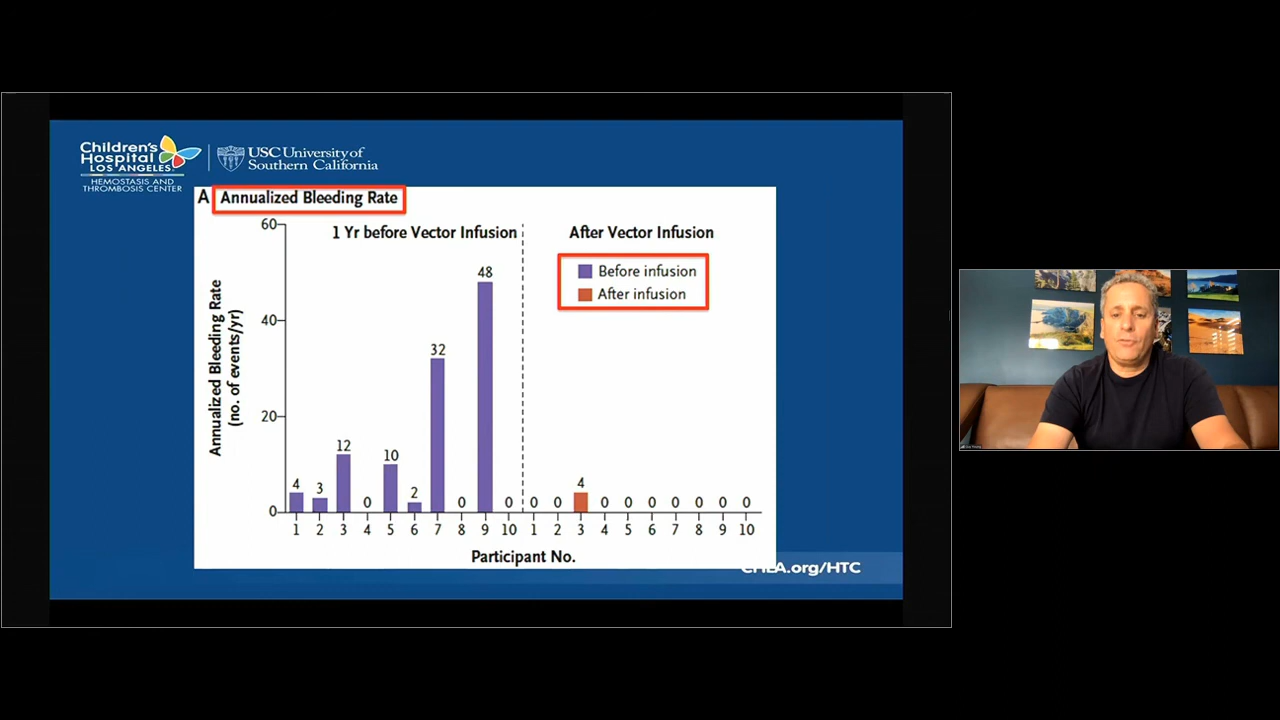 Children's
Hospital
LOS ANGELES
HEMOSTASIS AND
THROMBOSIS CENTER
USC University of
Southern California
A Annualized Bleeding Rate
1 Yr before Vector Infusion
After Vector Infusion
Before infusion
After infusion
Annualized Bleeding Rate
(no. of events/yr)
60
40
20
0
4 3 12 0 10 2 32 0 48 0 0 0 4 0 0 0 0 0 0 0
1 2 3 4 5 6 7 8 9 10 1 2 3 4 5 6 7 8 9 10
Participant No.
CHLA.org/HTC